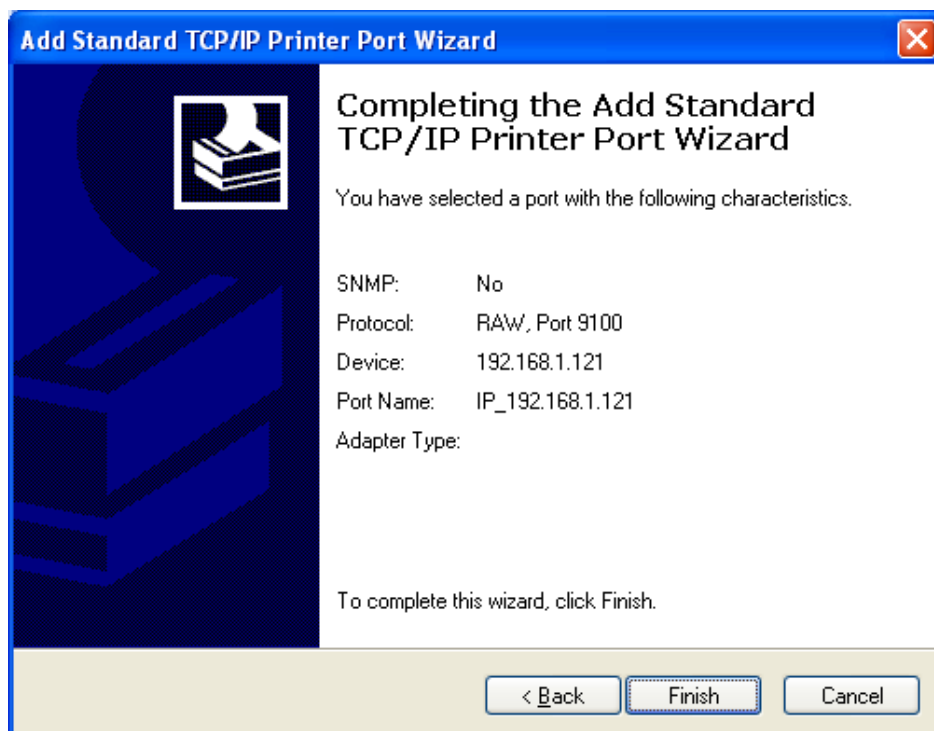 Add Standard TCP/IP Printer Port Wizard
Completing the Add Standard
TCP/IP Printer Port Wizard
You have selected a port with the following characteristics.
SNMP: No
Protocol: RAW, Port 9100
Device: 192.168.1.121
Port Name: IP_192.168.1.121
Adapter Type:
To complete this wizard, click Finish.
< Back Finish Cancel